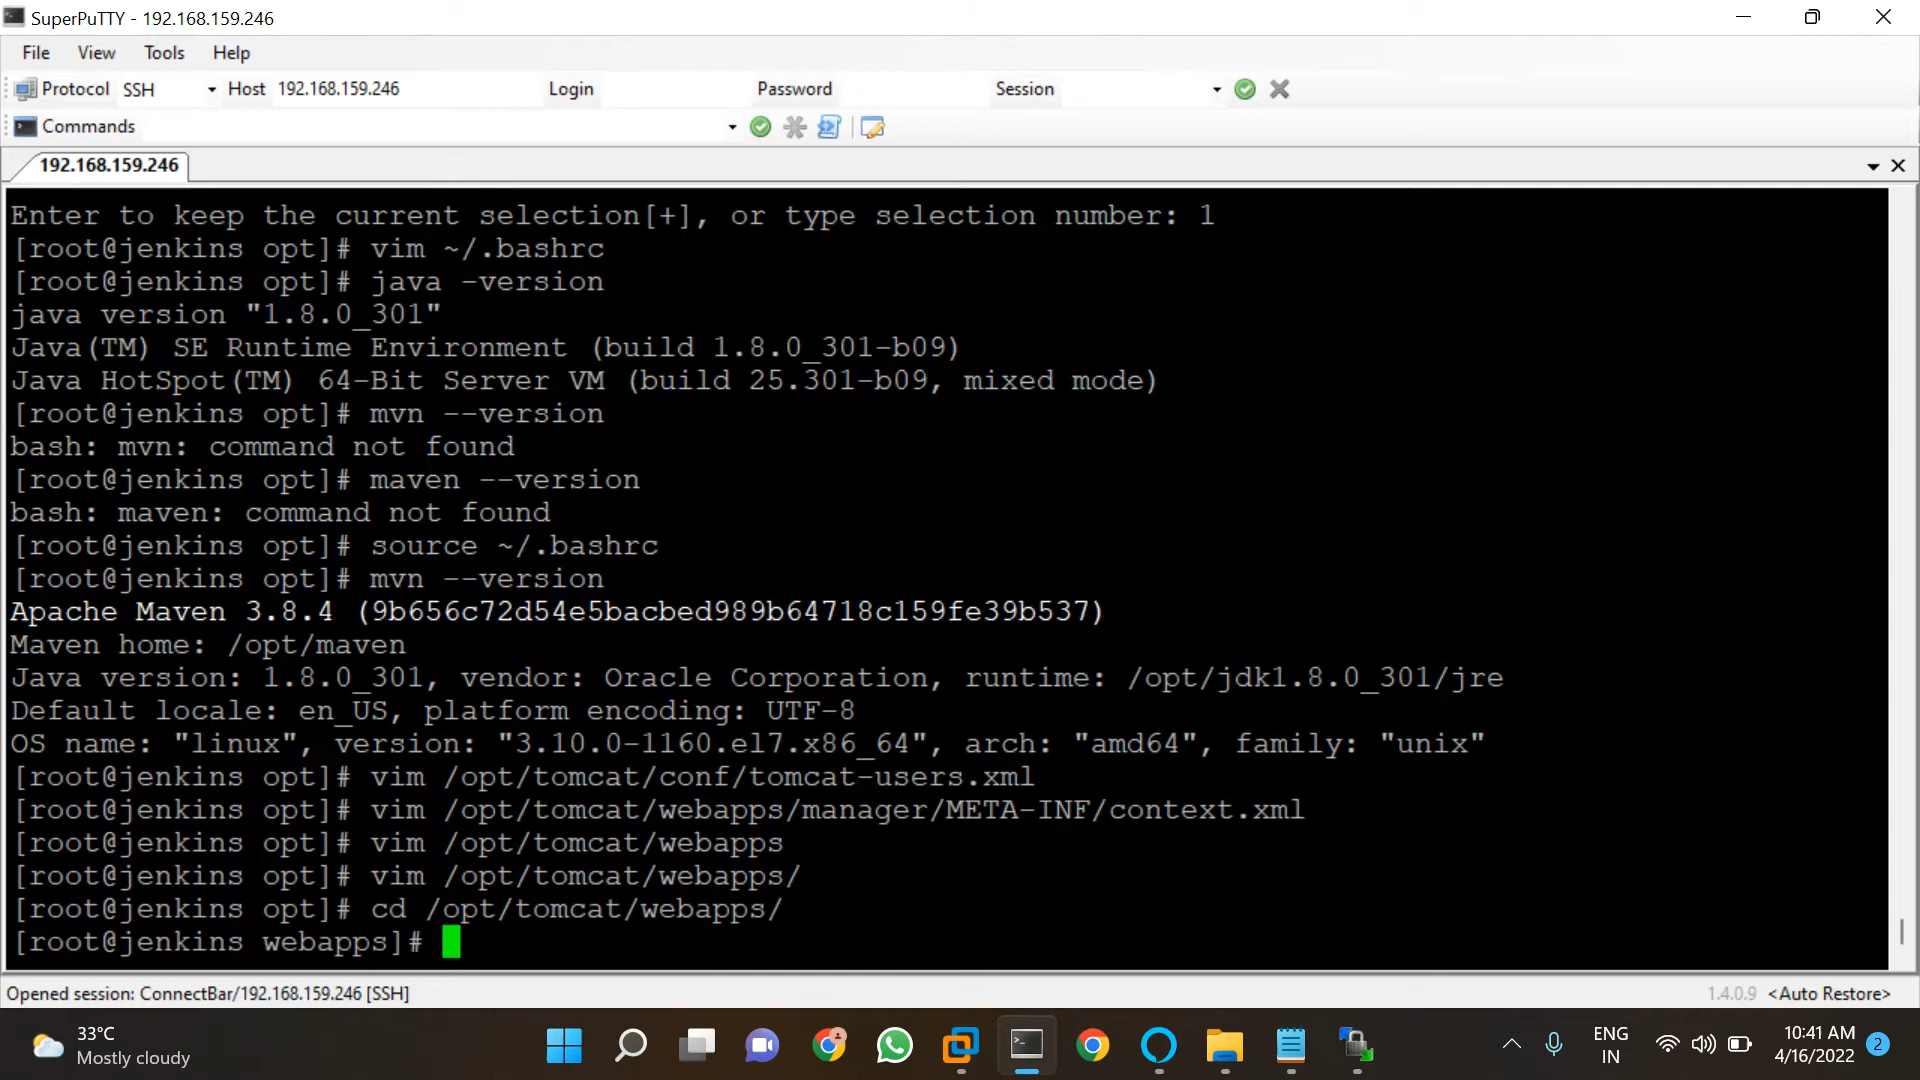 SuperPuTTY - 192.168.159.246
File View Tools Help
Protocol SSH Host 192.168.159.246 Login Password Session
Commands
192.168.159.246
Enter to keep the current selection[+], or type selection number: 1
[root@jenkins opt]# vim ~/.bashrc
[root@jenkins opt]# java -version
java version "1.8.0_301"
Java(TM) SE Runtime Environment (build 1.8.0_301-b09)
Java HotSpot(TM) 64-Bit Server VM (build 25.301-b09, mixed mode)
[root@jenkins opt]# mvn --version
bash: mvn: command not found
[root@jenkins opt]# maven --version
bash: maven: command not found
[root@jenkins opt]# source ~/.bashrc
[root@jenkins opt]# mvn --version
Apache Maven 3.8.4 (9b656c72d54e5bacbed989b64718c159fe39b537)
Maven home: /opt/maven
Java version: 1.8.0_301, vendor: Oracle Corporation, runtime: /opt/jdk1.8.0_301/jre
Default locale: en_US, platform encoding: UTF-8
OS name: "linux", version: "3.10.0-1160.el7.x86_64", arch: "amd64", family: "unix"
[root@jenkins opt]# vim /opt/tomcat/conf/tomcat-users.xml
[root@jenkins opt]# vim /opt/tomcat/webapps/manager/META-INF/context.xml
[root@jenkins opt]# vim /opt/tomcat/webapps
[root@jenkins opt]# vim /opt/tomcat/webapps/
[root@jenkins opt]# cd /opt/tomcat/webapps/
[root@jenkins webapps]#
Opened session: ConnectBar/192.168.159.246 [SSH] 1.4.0.9 <Auto Restore>
33°C
Mostly cloudy
ENG
IN
10:41 AM
4/16/2022
2